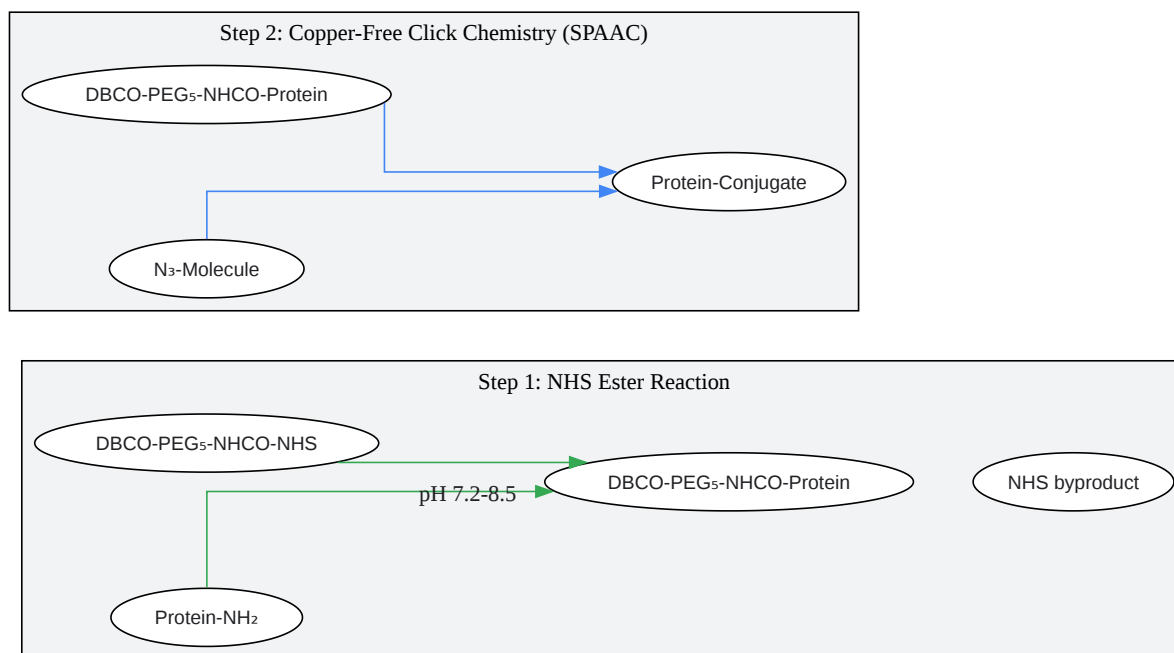 Step 2: Copper-Free Click Chemistry (SPAAC)
DBCO-PEG₅-NHCO-Protein
Protein-Conjugate
N₃-Molecule
Step 1: NHS Ester Reaction
DBCO-PEG₅-NHCO-NHS
DBCO-PEG₅-NHCO-Protein
NHS byproduct
pH 7.2-8.5
Protein-NH₂